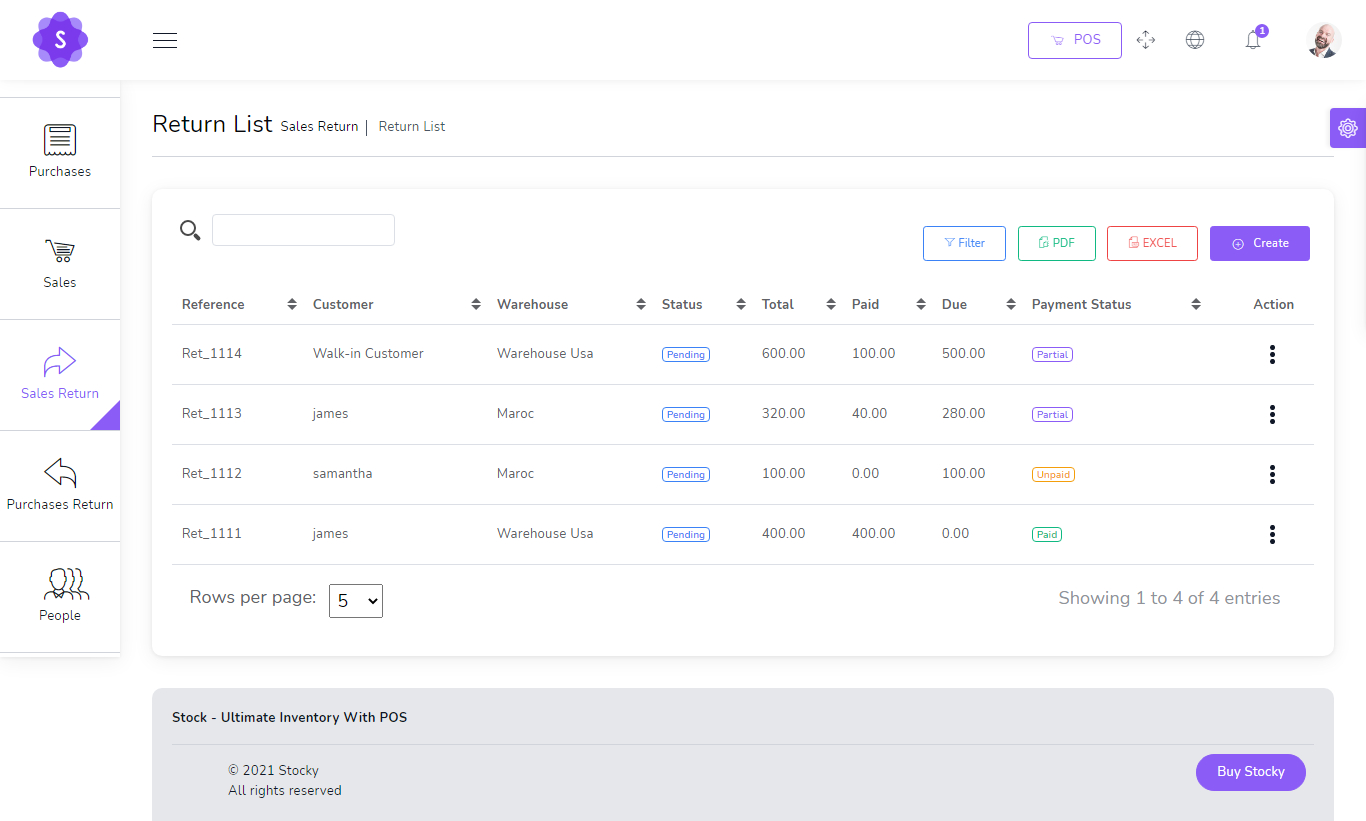 S
POS
1
Purchases
Sales
Sales Return
Purchases Return
People
Return List Sales Return | Return List
Filter PDF EXCEL Create
Reference Customer Warehouse Status Total Paid Due Payment Status Action
Ret_1114 Walk-in Customer Warehouse Usa Pending 600.00 100.00 500.00 Partial
Ret_1113 james Maroc Pending 320.00 40.00 280.00 Partial
Ret_1112 samantha Maroc Pending 100.00 0.00 100.00 Unpaid
Ret_1111 james Warehouse Usa Pending 400.00 400.00 0.00 Paid
Rows per page: 5 Showing 1 to 4 of 4 entries
Stock - Ultimate Inventory With POS
© 2021 Stocky
All rights reserved
Buy Stocky